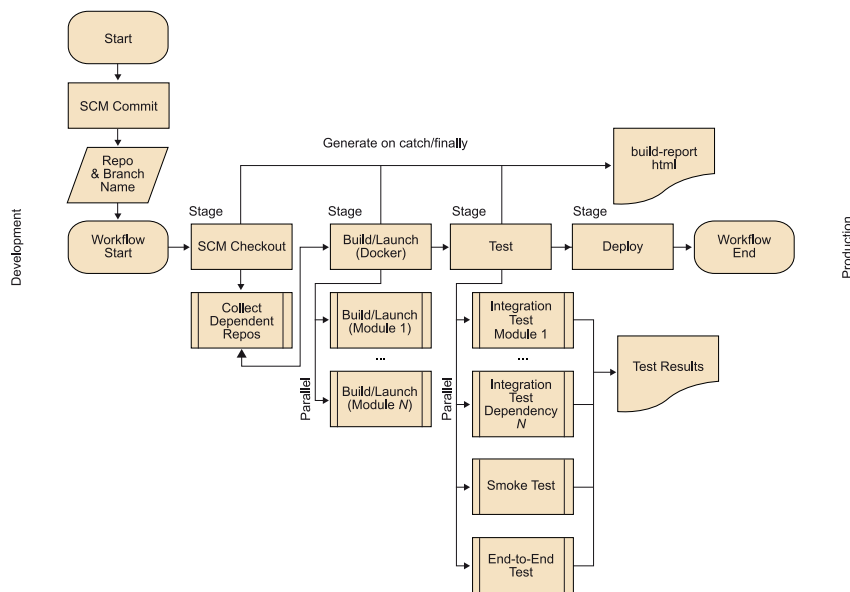 Start
SCM Commit
Repo
& Branch
Name
Workflow
Start
Development
Generate on catch/finally
build-report
html
Stage
SCM Checkout
Stage
Build/Launch
(Docker)
Stage
Test
Stage
Deploy
Workflow
End
Production
Collect
Dependent
Repos
Build/Launch
(Module 1)
...
Build/Launch
(Module N)
Parallel
Integration
Test
Module 1
...
Integration
Test
Dependency
N
Parallel
Smoke Test
End-to-End
Test
Test Results